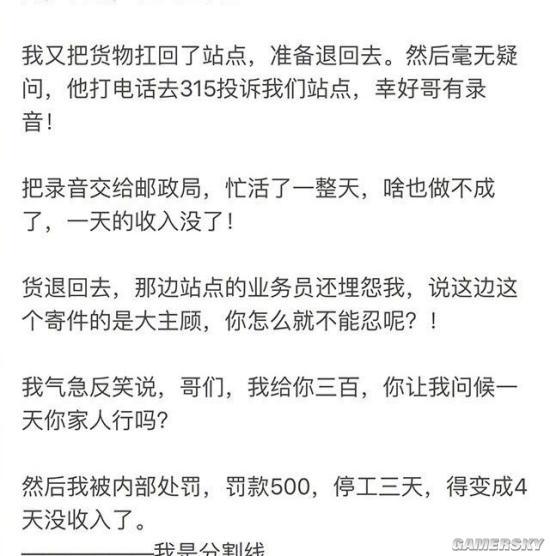 我又把货物扛回了站点，准备退回去。然后毫无疑
问，他打电话去315投诉我们站点，幸好哥有录
音！
把录音交给邮政局，忙活了一整天，啥也做不成
了，一天的收入没了！
货退回去，那边站点的业务员还埋怨我，说这边这
个寄件的是大主顾，你怎么就不能忍呢？！
我气急反笑说，哥们，我给你三百，你让我问候一
天你家人行吗？
然后我被内部处罚，罚款500，停工三天，得变成4
天没收入了。
——————我是分割线
GAMERSKY